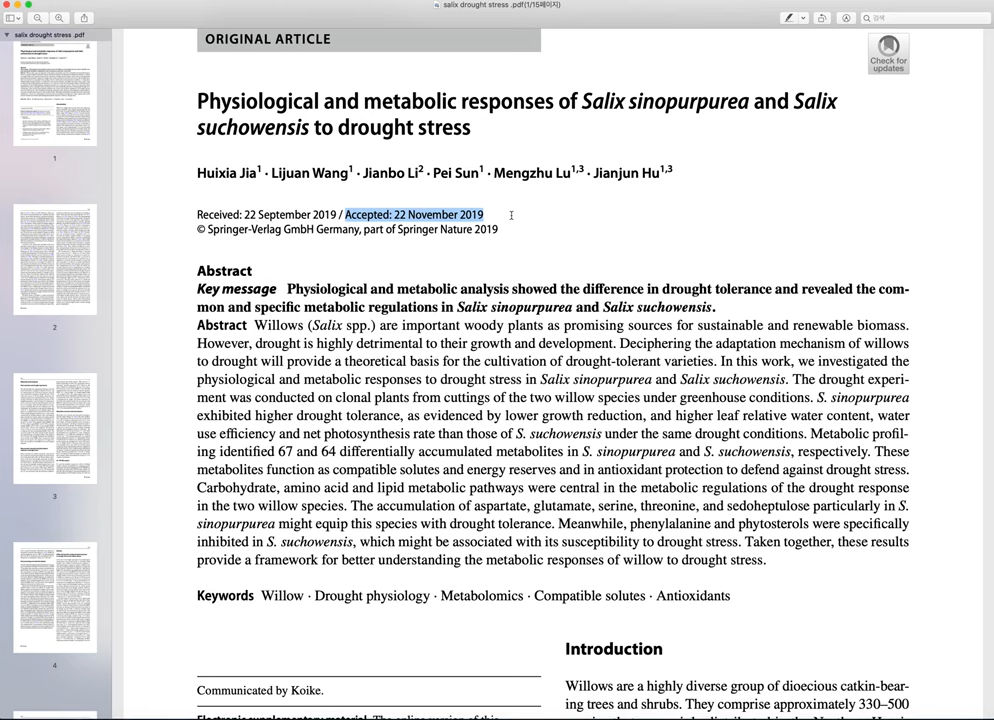 salix drought stress .pdf(1/15페이지)
검색
salix drought stress .pdf
1
2
3
4
ORIGINAL ARTICLE
Check for
updates
Physiological and metabolic responses of Salix sinopurpurea and Salix
suchowensis to drought stress
Huixia Jia1 · Lijuan Wang1 · Jianbo Li2 · Pei Sun1 · Mengzhu Lu1,3 · Jianjun Hu1,3
Received: 22 September 2019 / Accepted: 22 November 2019
© Springer-Verlag GmbH Germany, part of Springer Nature 2019
Abstract
Key message Physiological and metabolic analysis showed the difference in drought tolerance and revealed the com-
mon and specific metabolic regulations in Salix sinopurpurea and Salix suchowensis.
Abstract Willows (Salix spp.) are important woody plants as promising sources for sustainable and renewable biomass.
However, drought is highly detrimental to their growth and development. Deciphering the adaptation mechanism of willows
to drought will provide a theoretical basis for the cultivation of drought-tolerant varieties. In this work, we investigated the
physiological and metabolic responses to drought stress in Salix sinopurpurea and Salix suchowensis. The drought experi-
ment was conducted on clonal plants from cuttings of the two willow species under greenhouse conditions. S. sinopurpurea
exhibited higher drought tolerance, as evidenced by lower growth reduction, and higher leaf relative water content, water
use efficiency and net photosynthesis rate than those of S. suchowensis under the same drought conditions. Metabolic profil-
ing identified 67 and 64 differentially accumulated metabolites in S. sinopurpurea and S. suchowensis, respectively. These
metabolites function as compatible solutes and energy reserves and in antioxidant protection to defend against drought stress.
Carbohydrate, amino acid and lipid metabolic pathways were central in the metabolic regulations of the drought response
in the two willow species. The accumulation of aspartate, glutamate, serine, threonine, and sedoheptulose particularly in S.
sinopurpurea might equip this species with drought tolerance. Meanwhile, phenylalanine and phytosterols were specifically
inhibited in S. suchowensis, which might be associated with its susceptibility to drought stress. Taken together, these results
provide a framework for better understanding the metabolic responses of willow to drought stress.
Keywords Willow · Drought physiology · Metabolomics · Compatible solutes · Antioxidants
Communicated by Koike.
Electronic supplementary material The online version of this
Introduction
Willows are a highly diverse group of dioecious catkin-bear-
ing trees and shrubs. They comprise approximately 330–500